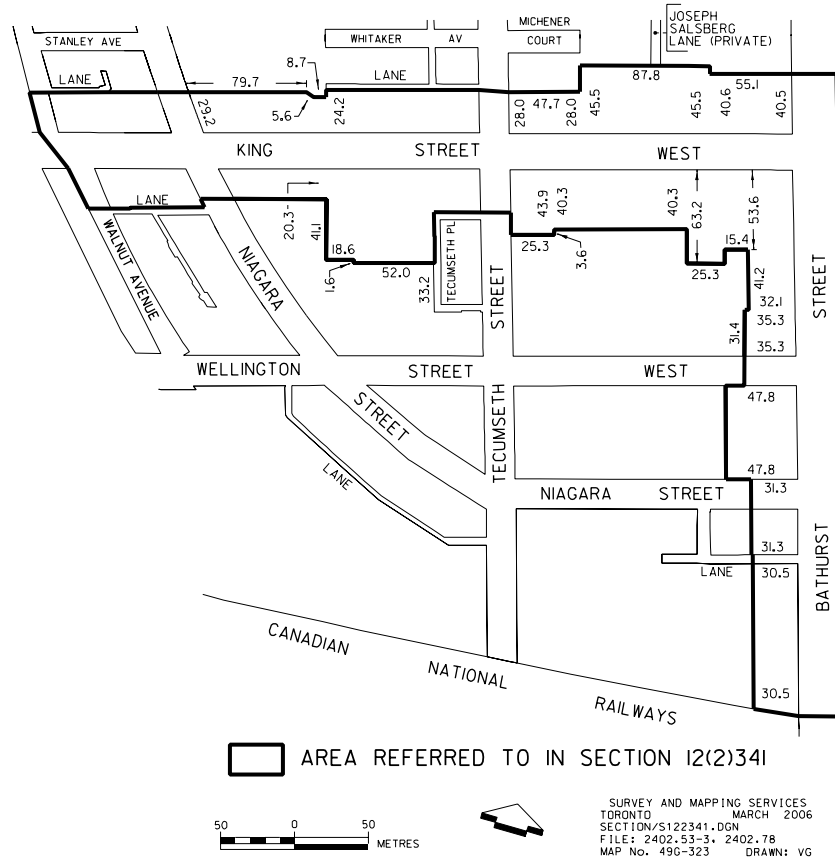 STANLEY AVE
WHITAKER AV
MICHENER
COURT
JOSEPH
SALSBERG
LANE (PRIVATE)
LANE
79.7
8.7
LANE
87.8
55.1
29.2
5.6
24.2
28.0
47.7
28.0
45.5
45.5
40.6
40.5
KING STREET WEST
LANE
20.3
41.1
43.9
40.3
40.3
63.2
53.6
18.6
1.6
52.0
33.2
TECUMSETH PL
25.3
3.6
25.3
15.4
41.2
32.1
35.3
31.4
35.3
WALNUT AVENUE
NIAGARA
STREET
STREET
WELLINGTON STREET WEST
STREET
TECUMSETH
47.8
47.8
LANE
NIAGARA STREET
31.3
31.3
LANE
30.5
BATHURST
CANADIAN NATIONAL RAILWAYS
30.5
AREA REFERRED TO IN SECTION 12(2)341
50 0 50
METRES
SURVEY AND MAPPING SERVICES
TORONTO MARCH 2006
SECTION/S122341.DGN
FILE: 2402.53-3, 2402.78
MAP No. 49G-323 DRAWN: VG